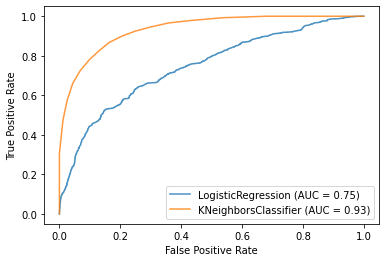 1.0
0.8
0.6
0.4
0.2
0.0
True Positive Rate
LogisticRegression (AUC = 0.75)
KNeighborsClassifier (AUC = 0.93)
0.0 0.2 0.4 0.6 0.8 1.0
False Positive Rate